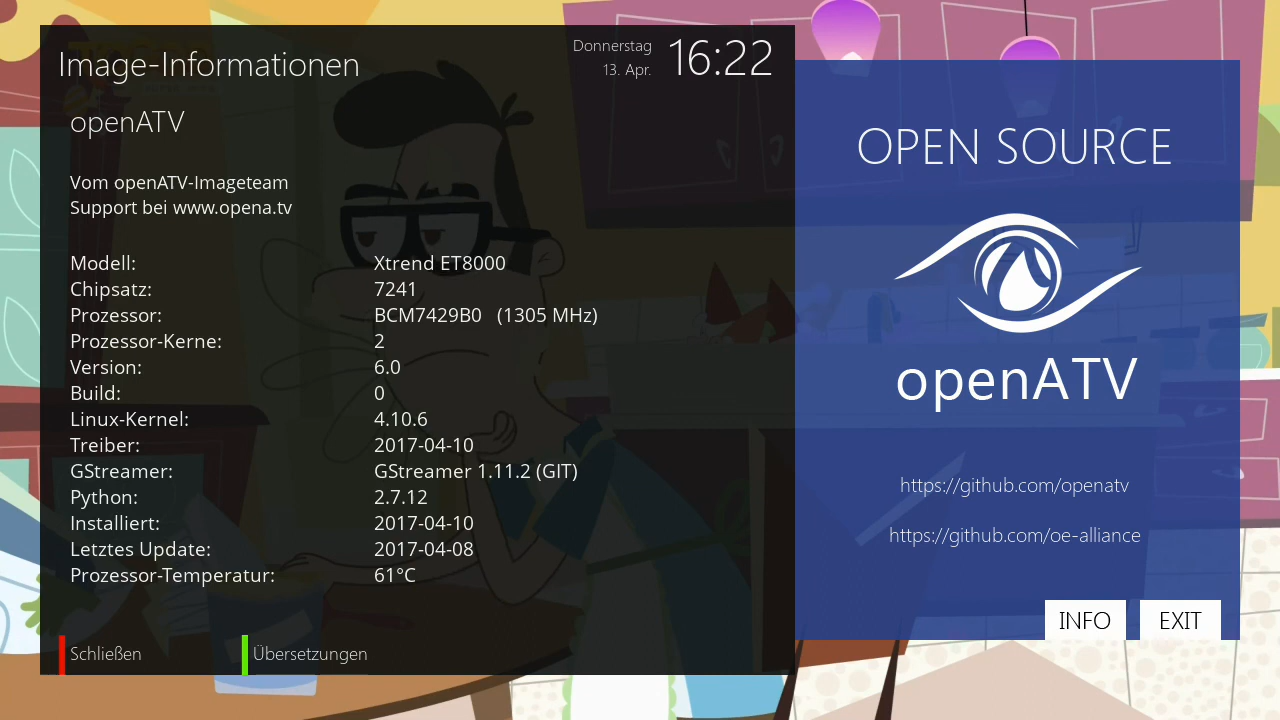 Image-Informationen
Donnerstag
13. Apr.
16:22
openATV
Vom openATV-Imageteam
Support bei www.opena.tv
Modell: Xtrend ET8000
Chipsatz: 7241
Prozessor: BCM7429B0 (1305 MHz)
Prozessor-Kerne: 2
Version: 6.0
Build: 0
Linux-Kernel: 4.10.6
Treiber: 2017-04-10
GStreamer: GStreamer 1.11.2 (GIT)
Python: 2.7.12
Installiert: 2017-04-10
Letztes Update: 2017-04-08
Prozessor-Temperatur: 61°C
Schließen Übersetzungen
OPEN SOURCE
openATV
https://github.com/openatv
https://github.com/oe-alliance
INFO EXIT